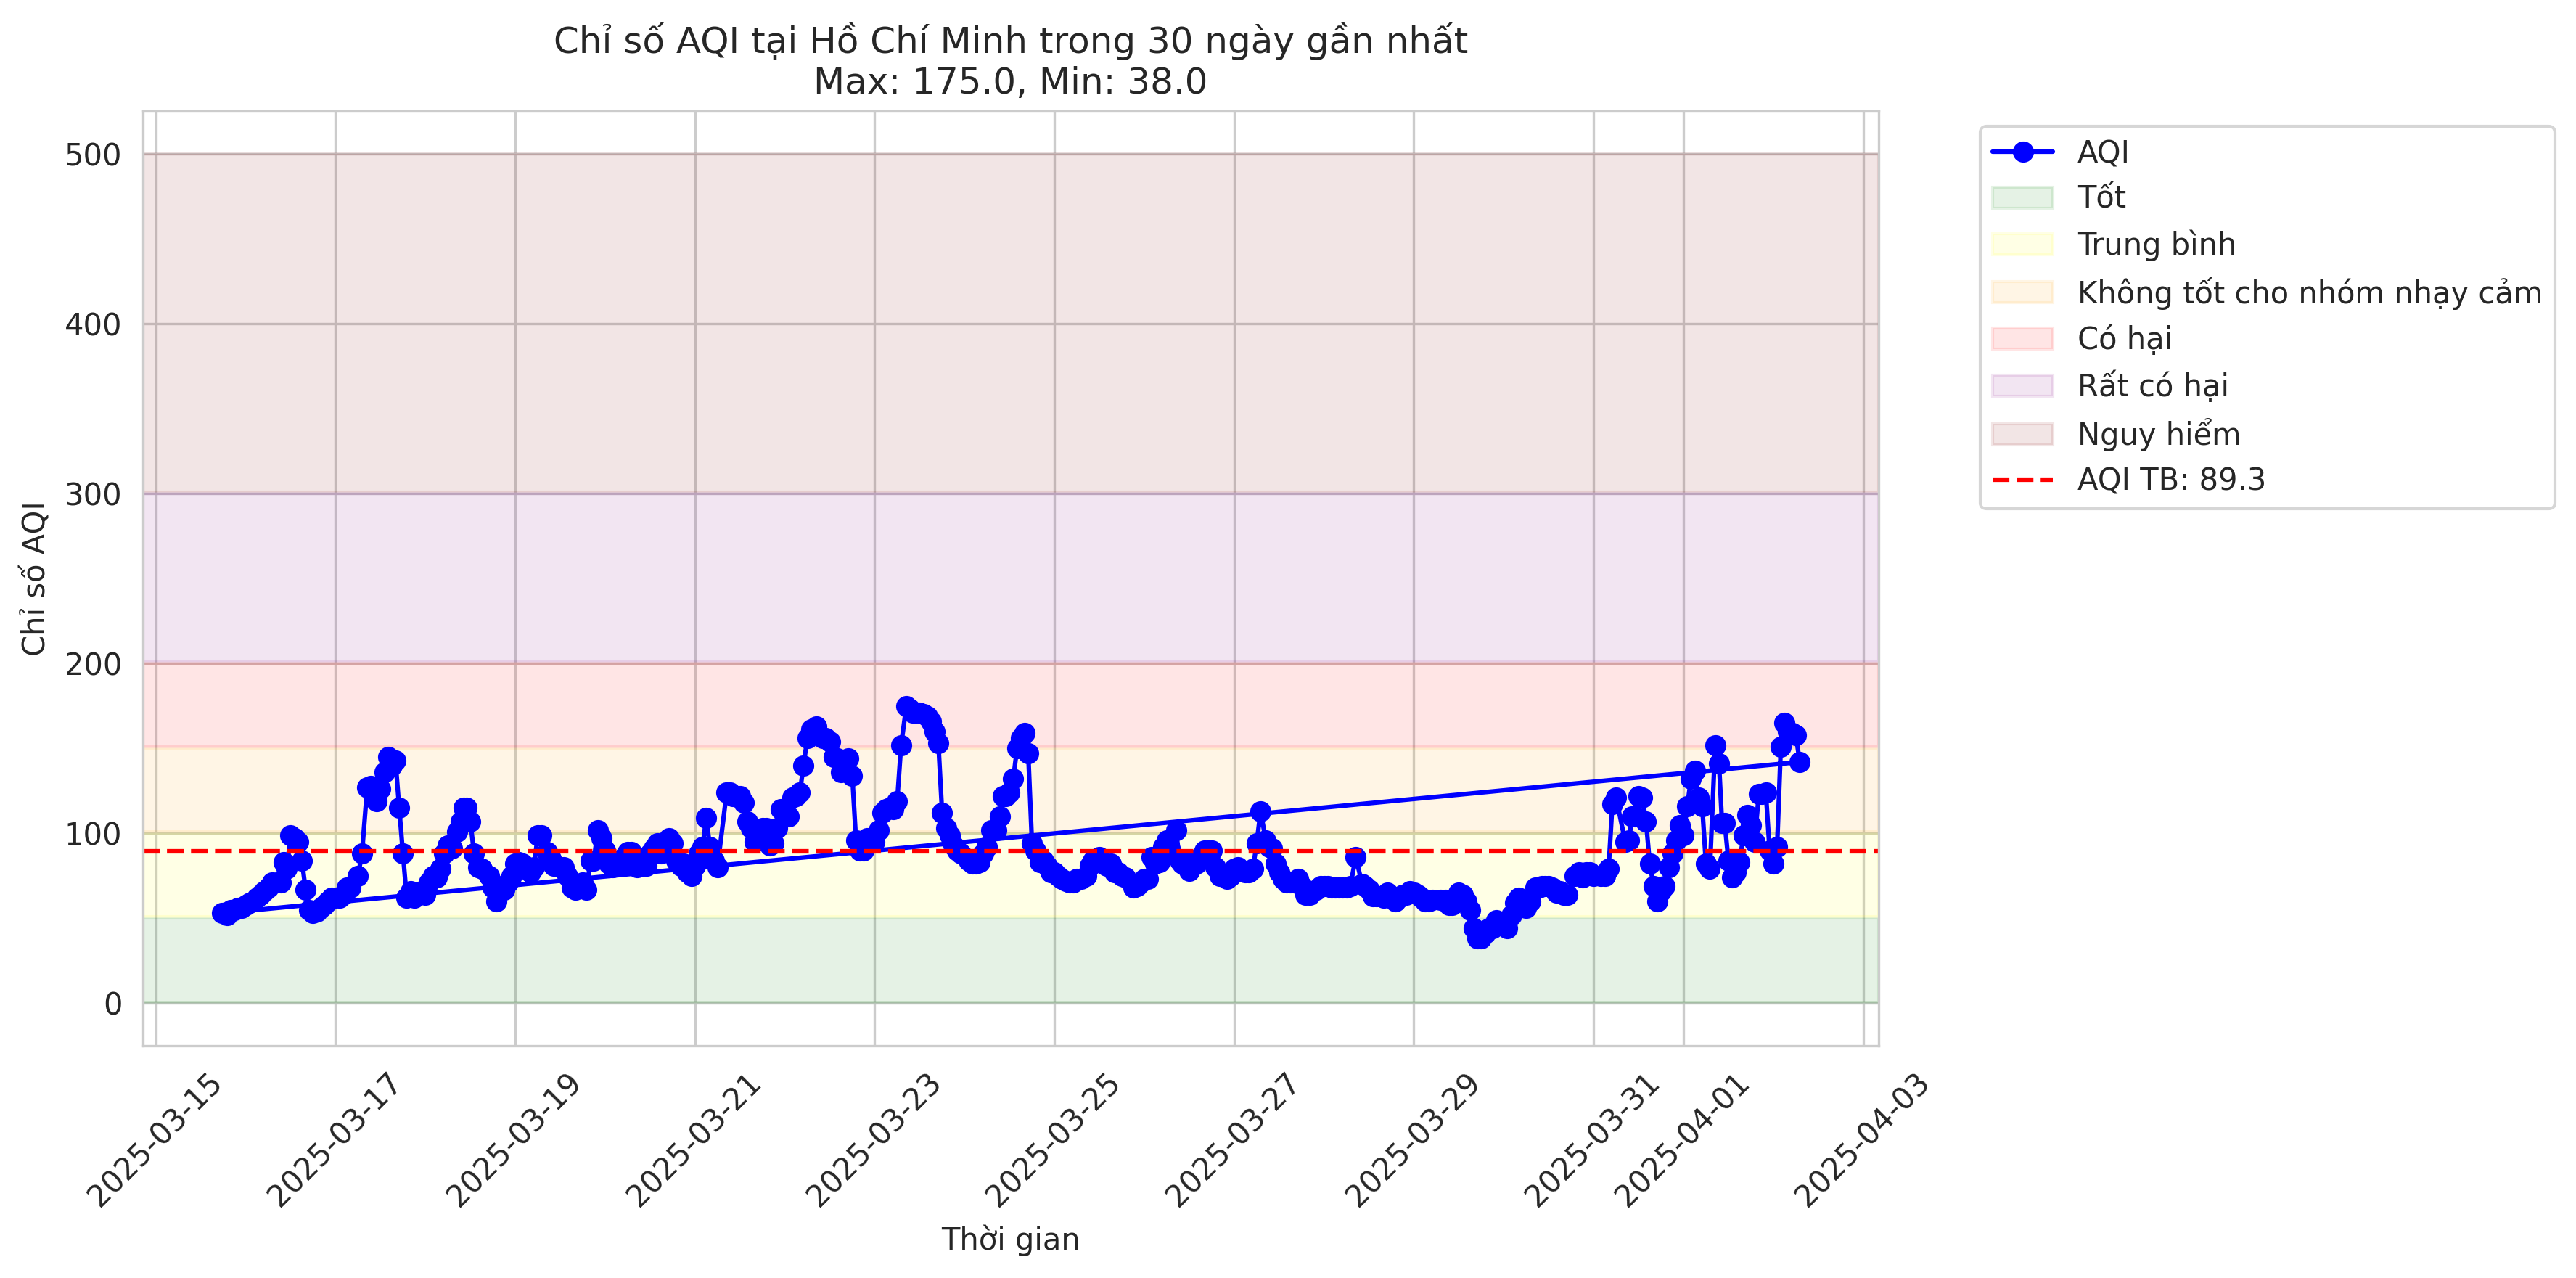 Chỉ số AQI tại Hồ Chí Minh trong 30 ngày gần nhất
Max: 175.0, Min: 38.0
Chỉ số AQI
500
400
300
200
100
0
2025-03-15
2025-03-17
2025-03-19
2025-03-21
2025-03-23
2025-03-25
2025-03-27
2025-03-29
2025-03-31
2025-04-01
2025-04-03
Thời gian
AQI
Tốt
Trung bình
Không tốt cho nhóm nhạy cảm
Có hại
Rất có hại
Nguy hiểm
AQI TB: 89.3